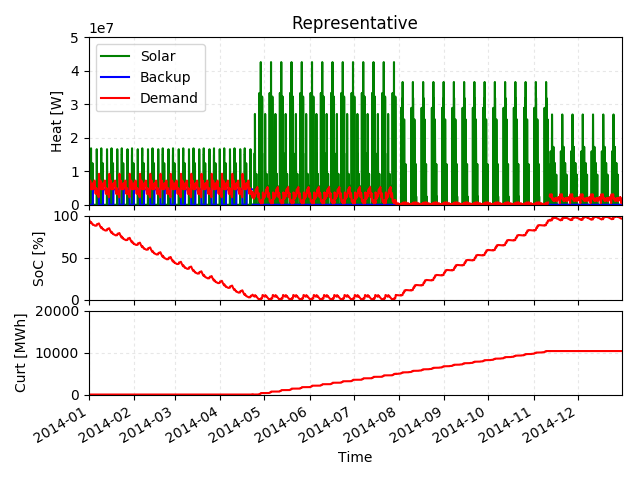 Representative
1e7
5
4
3
2
1
0
Heat [W]
Solar
Backup
Demand
100
50
0
SoC [%]
20000
10000
0
Curt [MWh]
2014-01
2014-02
2014-03
2014-04
2014-05
2014-06
2014-07
2014-08
2014-09
2014-10
2014-11
2014-12
Time